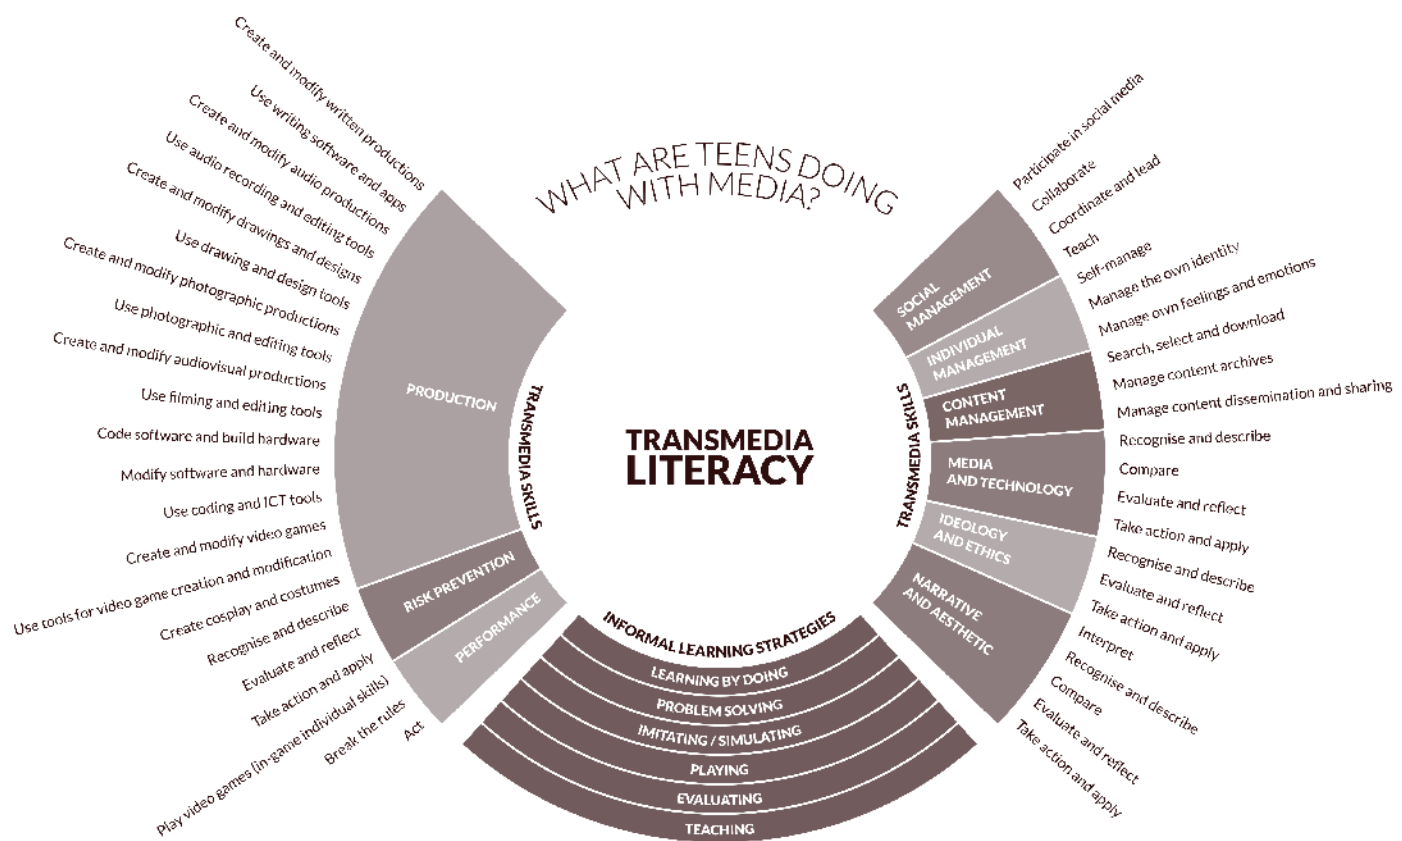 WHAT ARE TEENS DOING
WITH MEDIA?
TRANSMEDIA
LITERACY
TRANSMEDIA SKILLS
PRODUCTION
Create and modify written productions
Use writing software and apps
Create and modify audio productions
Use audio recording and editing tools
Create and modify drawings and designs
Use drawing and design tools
Create and modify photographic productions
Use photographic and editing tools
Create and modify audiovisual productions
Use filming and editing tools
Code software and build hardware
Modify software and hardware
Use coding and ICT tools
Create and modify video games
Use tools for video game creation and modification
Create cosplay and costumes
RISK PREVENTION
Recognise and describe
Evaluate and reflect
Take action and apply
PERFORMANCE
Play video games (in-game individual skills)
Break the rules
Act
TRANSMEDIA SKILLS
SOCIAL
MANAGEMENT
Participate in social media
Collaborate
Coordinate and lead
Teach
INDIVIDUAL
MANAGEMENT
Self-manage
Manage the own identity
Manage own feelings and emotions
CONTENT
MANAGEMENT
Search, select and download
Manage content archives
Manage content dissemination and sharing
MEDIA
AND TECHNOLOGY
Recognise and describe
Compare
Evaluate and reflect
Take action and apply
IDEOLOGY
AND ETHICS
Recognise and describe
Evaluate and reflect
Take action and apply
NARRATIVE
AND AESTHETIC
Interpret
Recognise and describe
Compare
Evaluate and reflect
Take action and apply
INFORMAL LEARNING STRATEGIES
LEARNING BY DOING
PROBLEM SOLVING
IMITATING / SIMULATING
PLAYING
EVALUATING
TEACHING